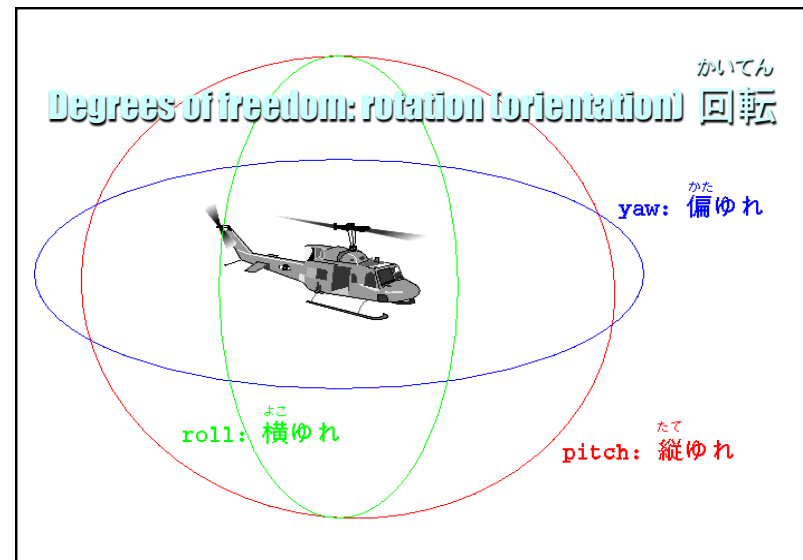 かいてん
Degrees of freedom: rotation (orientation) 回転
かた
yaw: 偏ゆれ
よこ
roll: 横ゆれ
たて
pitch: 縦ゆれ